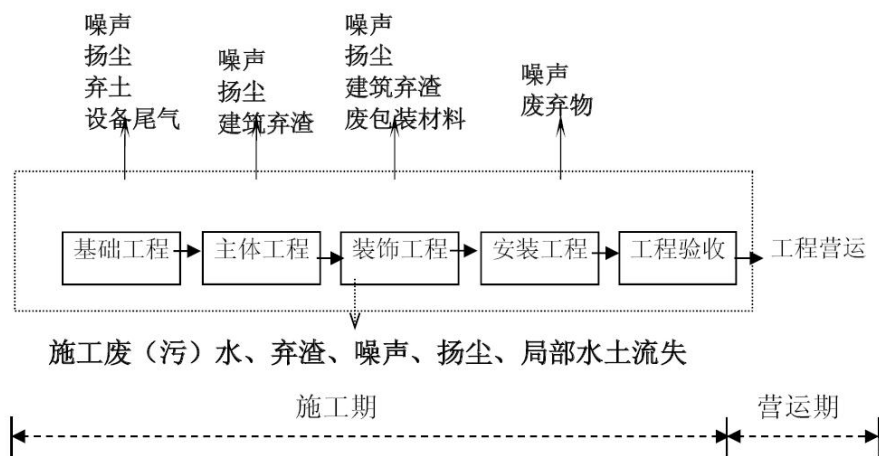 噪声
扬尘
弃土
设备尾气
噪声
扬尘
建筑弃渣
噪声
扬尘
建筑弃渣
废包装材料
噪声
废弃物
基础工程
主体工程
装饰工程
安装工程
工程验收
工程营运
施工废（污）水、弃渣、噪声、扬尘、局部水土流失
施工期
营运期